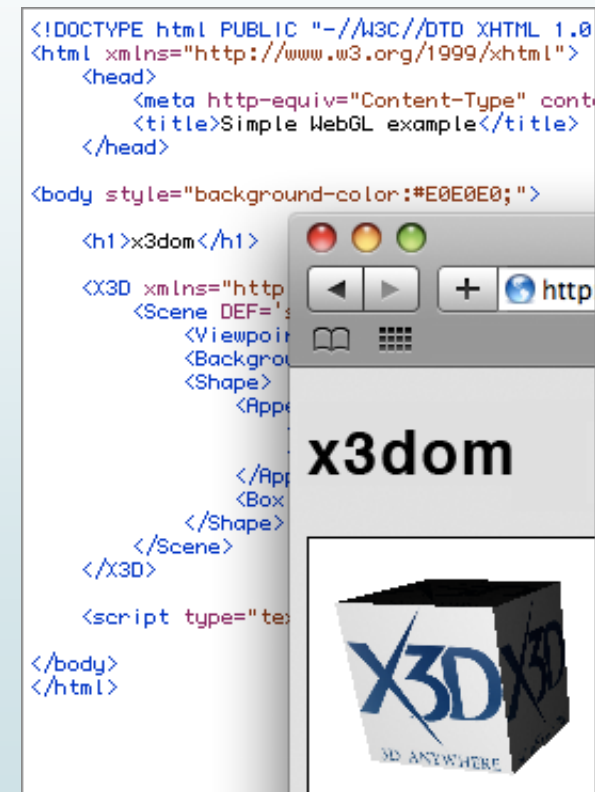 <!DOCTYPE html PUBLIC "-//W3C//DTD XHTML 1.0
<html xmlns="http://www.w3.org/1999/xhtml">
<head>
<meta http-equiv="Content-Type" conte
<title>Simple WebGL example</title>
</head>
<body style="background-color:#E0E0E0;">
<h1>x3dom</h1>
<X3D xmlns="http
<Scene DEF='s
<Viewpoin
<Backgrou
<Shape>
<Appe
</App
<Box
</Shape>
</Scene>
</X3D>
<script type="tex
</body>
</html>
http
x3dom
X3D
3D ANYWHERE
X3D